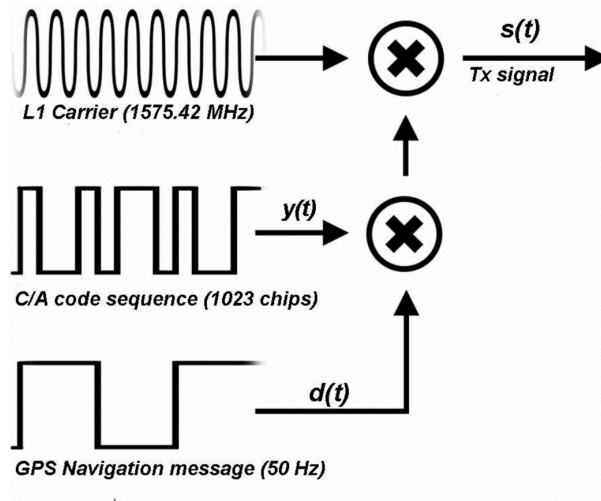 s(t)
Tx signal
L1 Carrier (1575.42 MHz)
y(t)
C/A code sequence (1023 chips)
d(t)
GPS Navigation message (50 Hz)